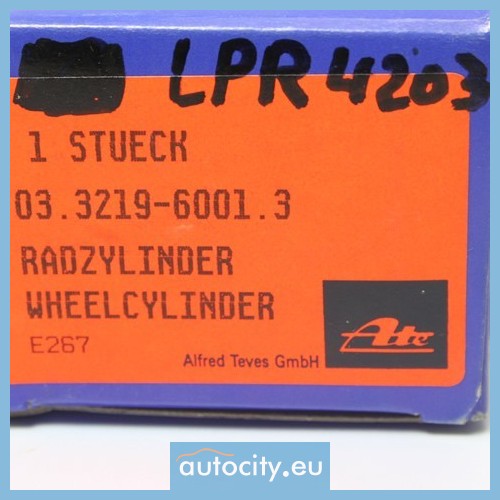 LPR 4203
1 STUECK
03.3219-6001.3
RADZYLINDER
WHEELCYLINDER
E267
Alfred Teves GmbH
Ate
autocity.eu